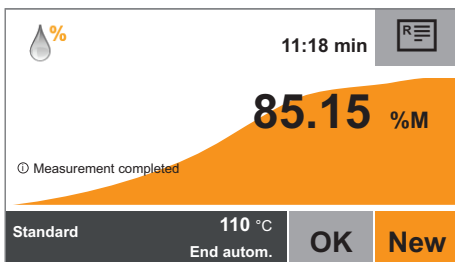 %
11:18 min
R
85.15 %M
ⓘ Measurement completed
Standard
110 °C
End autom.
OK
New